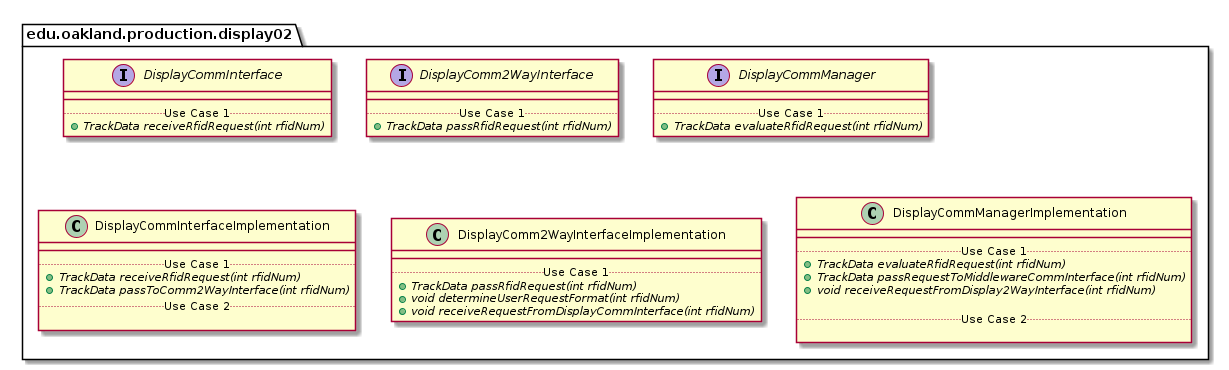 edu.oakland.production.display02
I DisplayCommInterface
Use Case 1
TrackData receiveRfidRequest(int rfidNum)
I DisplayComm2WayInterface
Use Case 1
TrackData passRfidRequest(int rfidNum)
I DisplayCommManager
Use Case 1
TrackData evaluateRfidRequest(int rfidNum)
C DisplayCommInterfaceImplementation
Use Case 1
TrackData receiveRfidRequest(int rfidNum)
TrackData passToComm2WayInterface(int rfidNum)
Use Case 2
C DisplayComm2WayInterfaceImplementation
Use Case 1
TrackData passRfidRequest(int rfidNum)
void determineUserRequestFormat(int rfidNum)
void receiveRequestFromDisplayCommInterface(int rfidNum)
C DisplayCommManagerImplementation
Use Case 1
TrackData evaluateRfidRequest(int rfidNum)
TrackData passRequestToMiddlewareCommInterface(int rfidNum)
void receiveRequestFromDisplay2WayInterface(int rfidNum)
Use Case 2